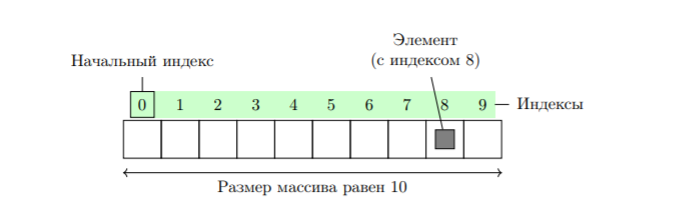 Элемент
Начальный индекс
(с индексом 8)
0 1 2 3 4 5 6 7 8 9 Индексы
Размер массива равен 10